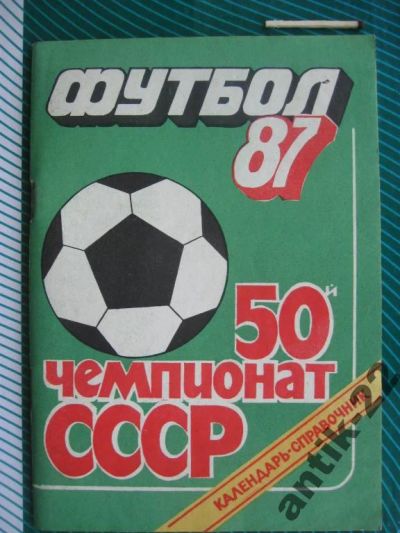 ФУТБОЛ
87
50й
ЧЕМПИОНАТ
СССР
КАЛЕНДАРЬ-СПРАВОЧНИК
antik-22